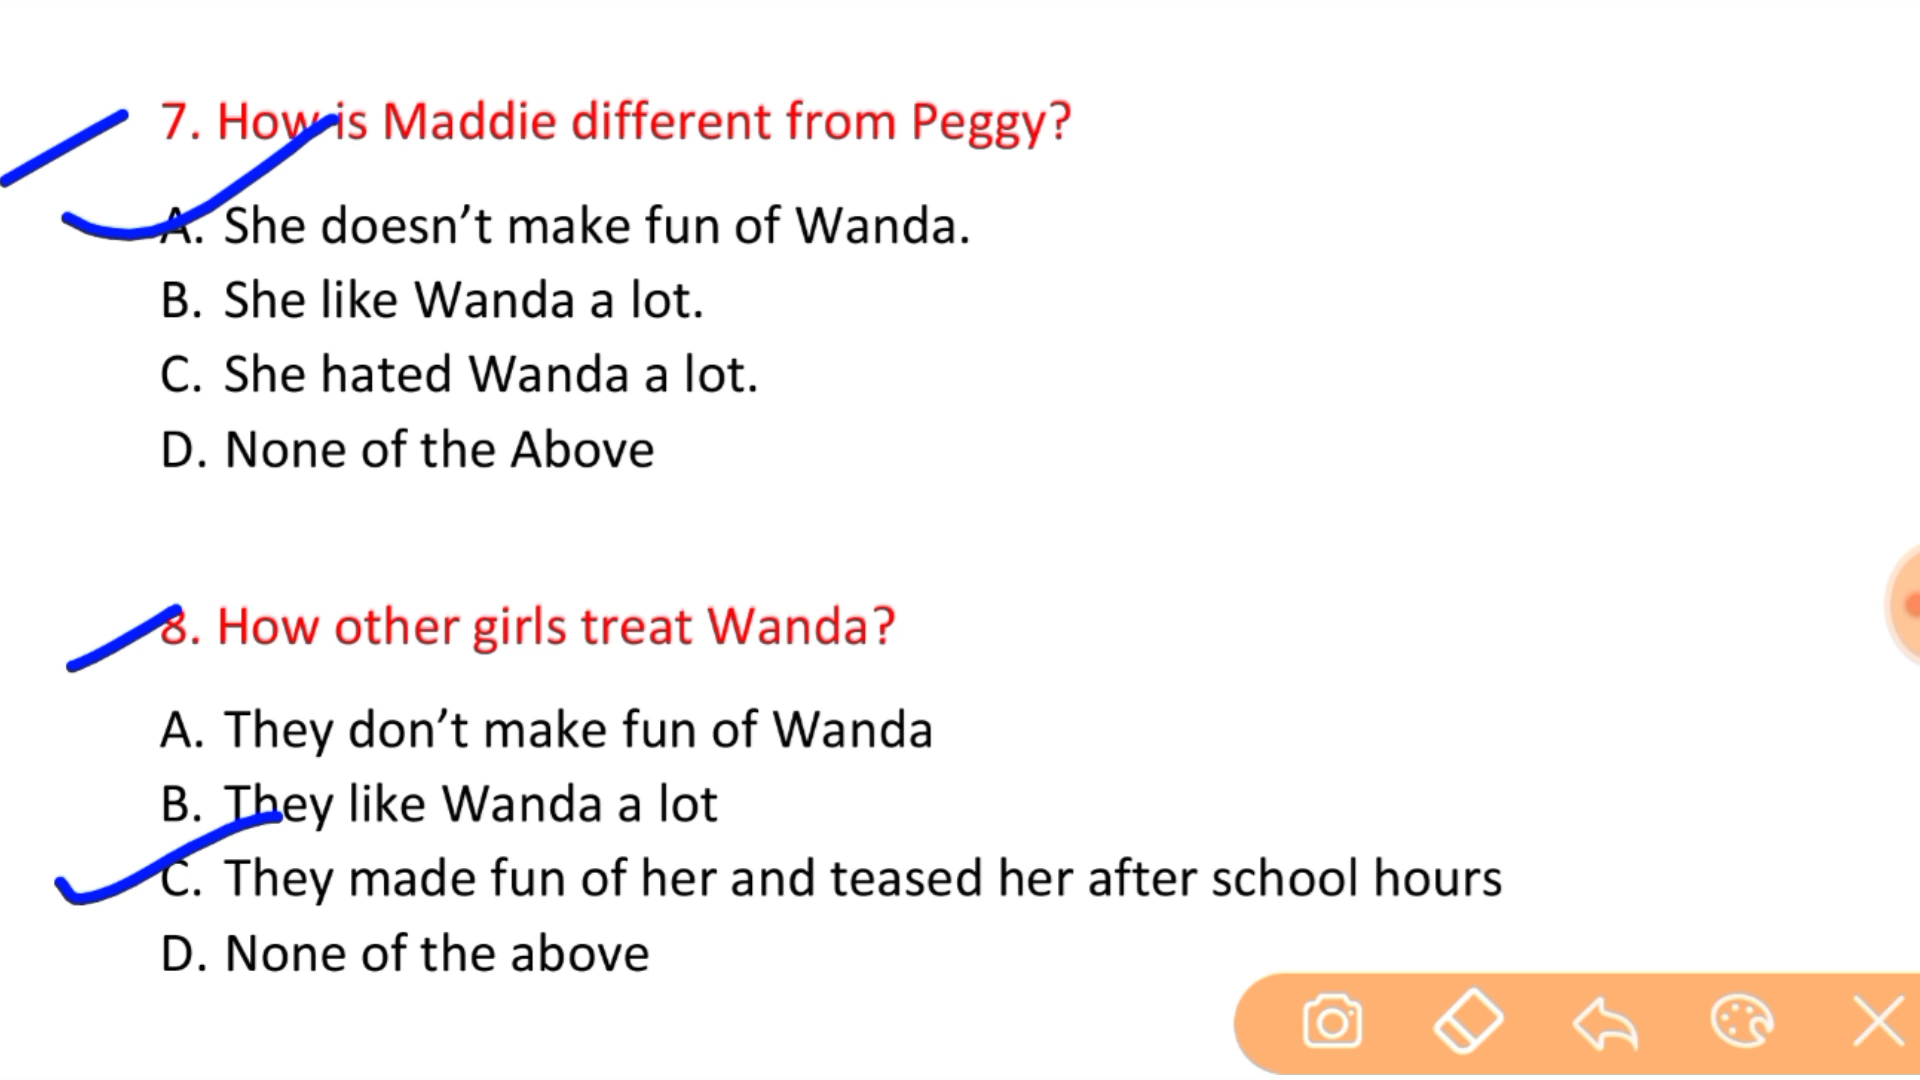 7. How is Maddie different from Peggy?
A. She doesn’t make fun of Wanda.
B. She like Wanda a lot.
C. She hated Wanda a lot.
D. None of the Above
8. How other girls treat Wanda?
A. They don’t make fun of Wanda
B. They like Wanda a lot
C. They made fun of her and teased her after school hours
D. None of the above